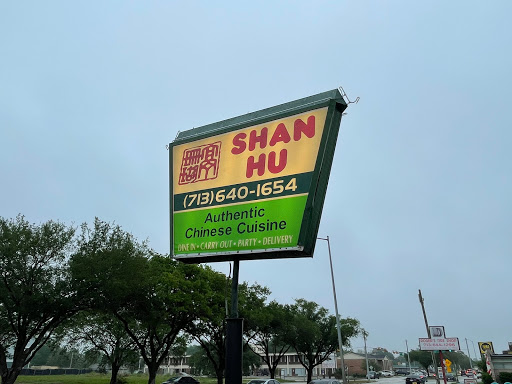 SHAN
HU
(713) 640-1654
Authentic
Chinese Cuisine
DINE IN • CARRY OUT • PARTY • DELIVERY